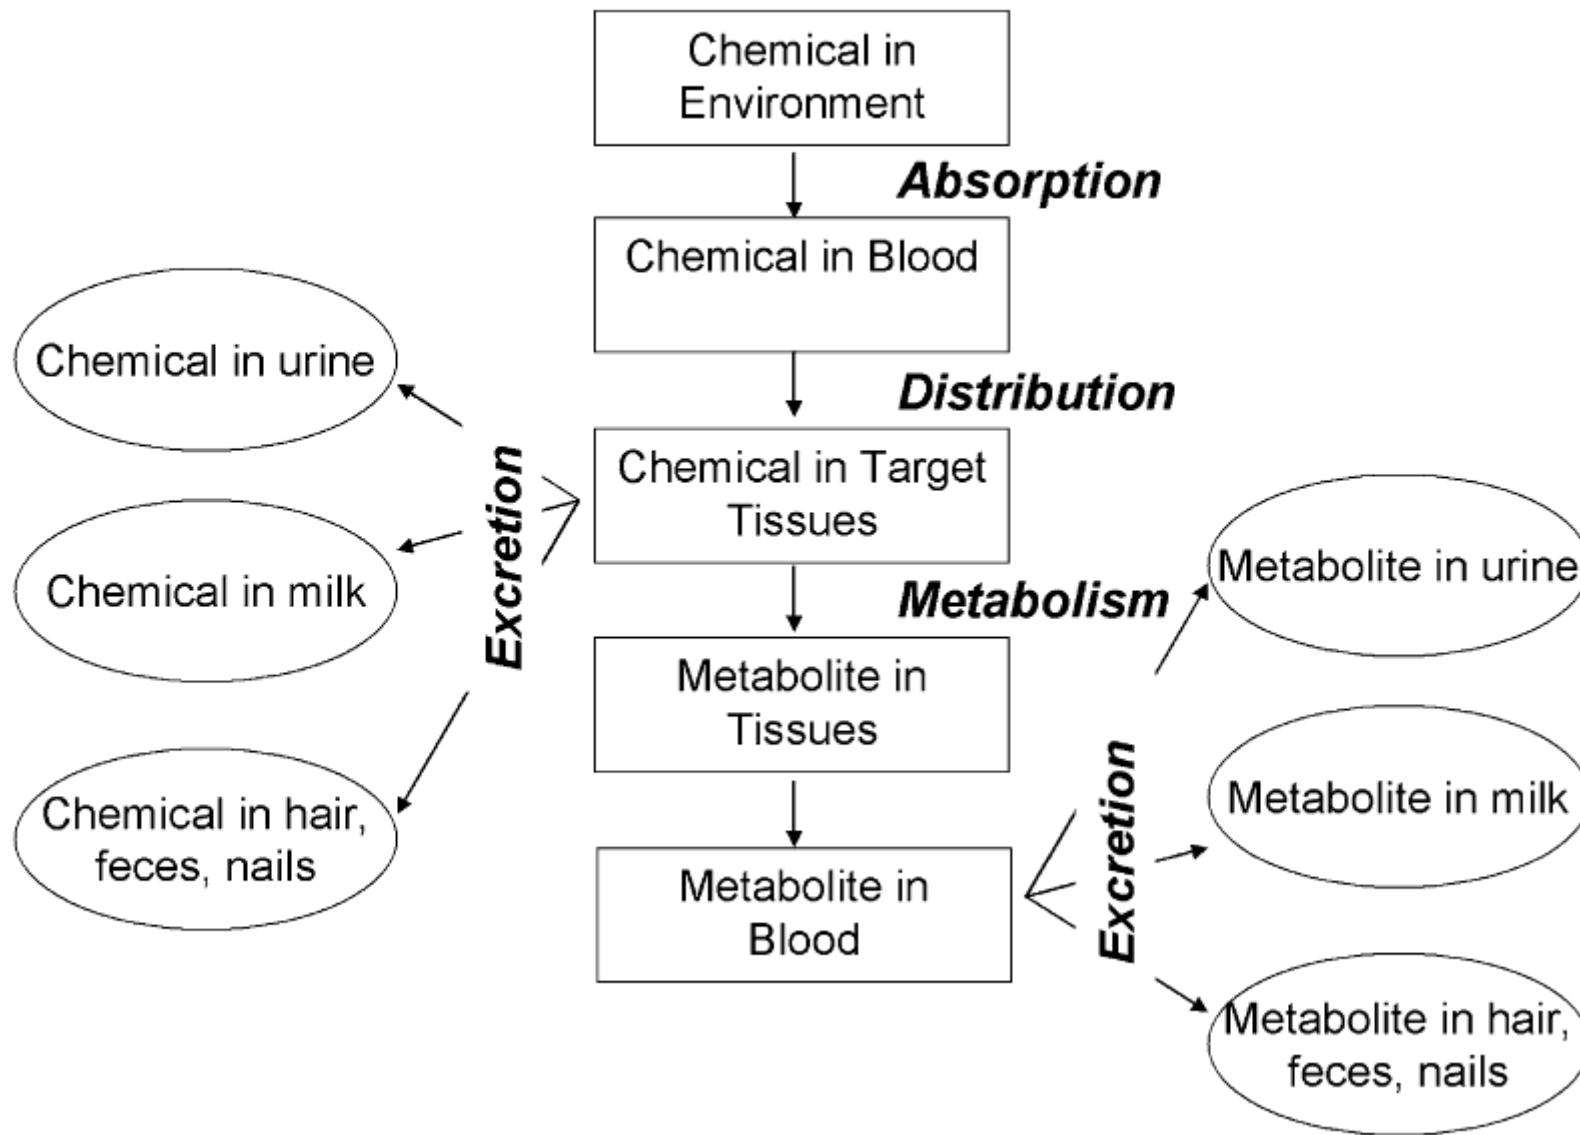 Chemical in
Environment
Absorption
Chemical in Blood
Distribution
Chemical in urine
Chemical in Target
Tissues
Excretion
Chemical in milk
Metabolism
Metabolite in urine
Metabolite in
Tissues
Chemical in hair,
feces, nails
Metabolite in milk
Metabolite in
Blood
Excretion
Metabolite in hair,
feces, nails